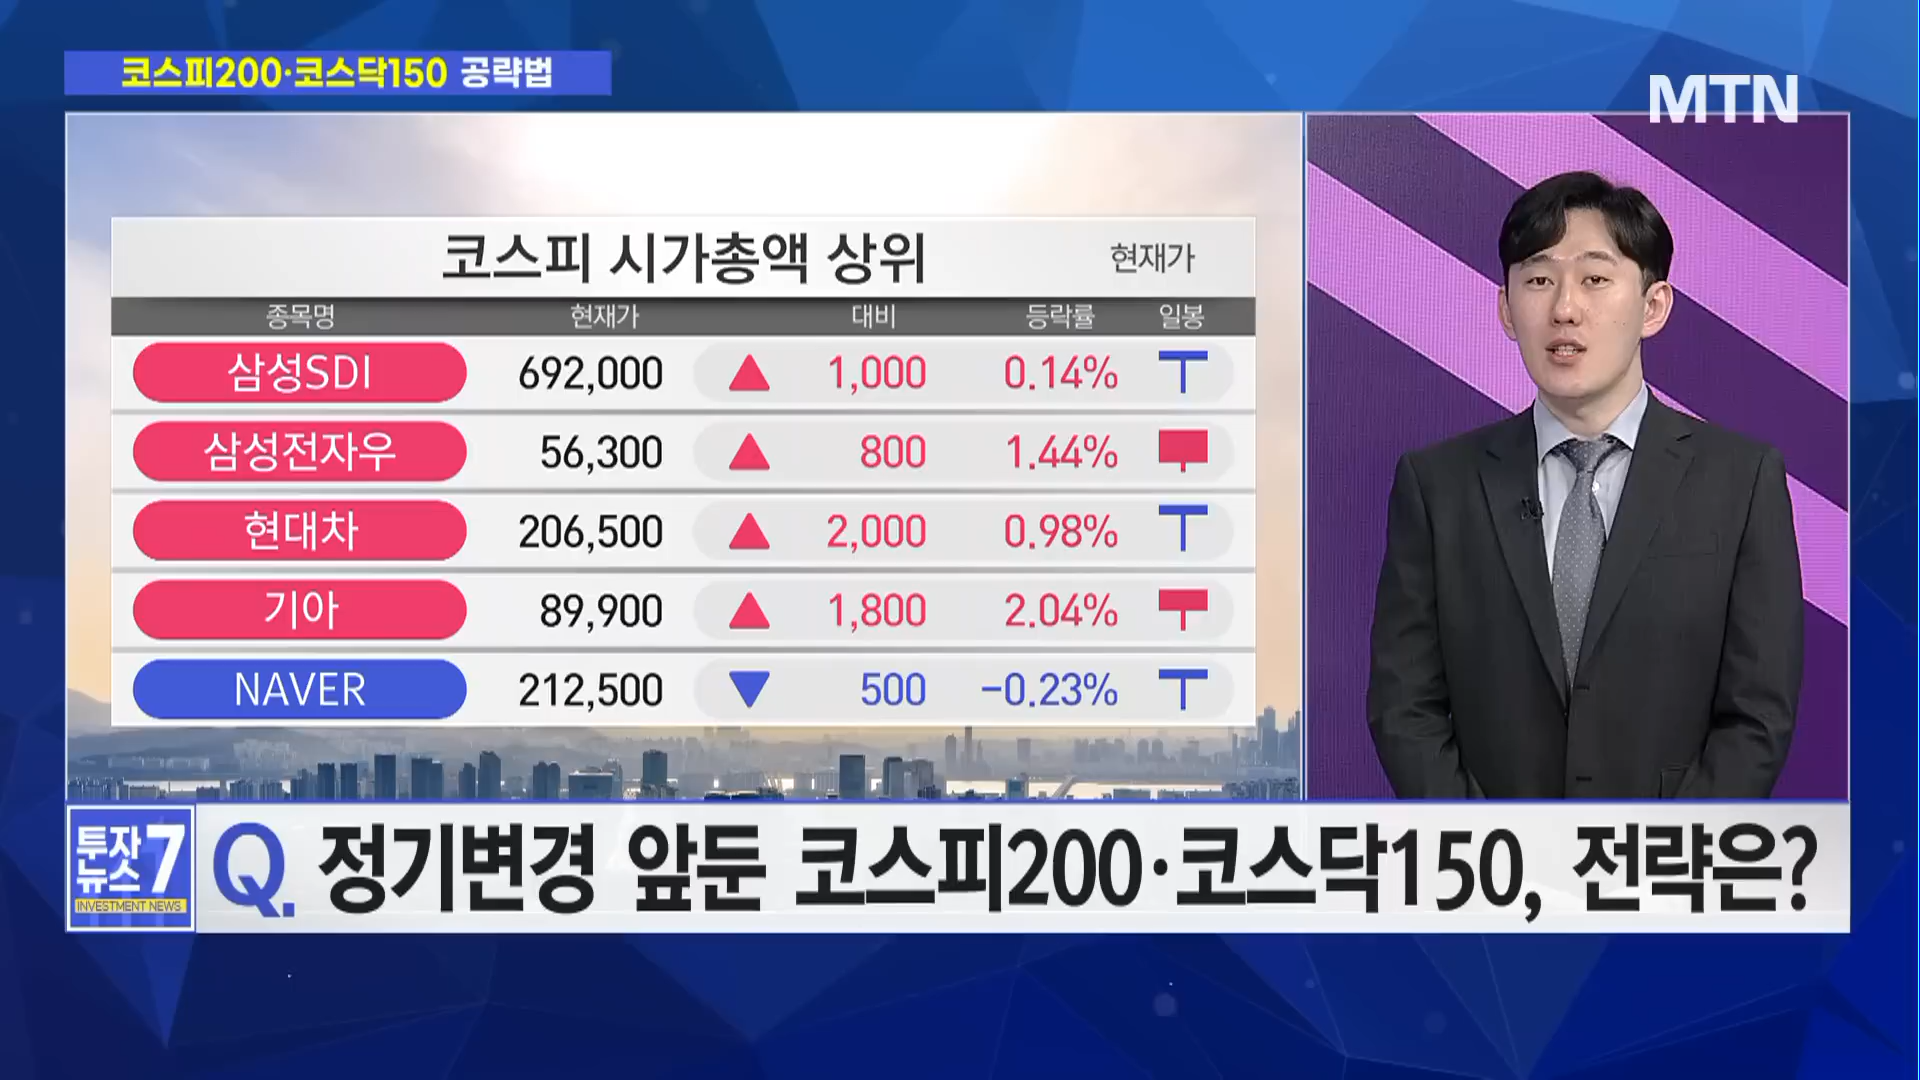 코스피200·코스닥150 공략법
MTN
코스피 시가총액 상위 현재가
종목명 현재가 대비 등락률 일봉
삼성SDI 692,000 ▲ 1,000 0.14%
삼성전자우 56,300 ▲ 800 1.44%
현대차 206,500 ▲ 2,000 0.98%
기아 89,900 ▲ 1,800 2.04%
NAVER 212,500 ▼ 500 -0.23%
투자
뉴스7
INVESTMENT NEWS
Q. 정기변경 앞둔 코스피200·코스닥150, 전략은?